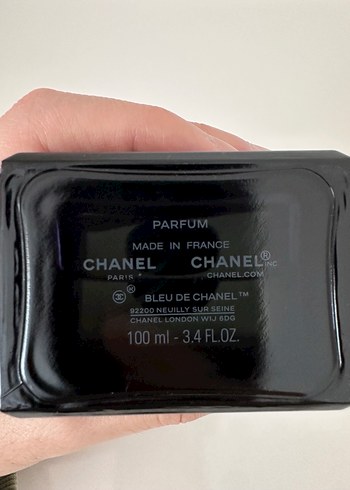 PARFUM
MADE IN FRANCE
CHANEL CHANEL® INC
PARIS CHANEL.COM
® BLEU DE CHANEL™
92200 NEUILLY SUR SEINE
CHANEL LONDON W1J 6DG
100 ml - 3.4 FL.OZ.